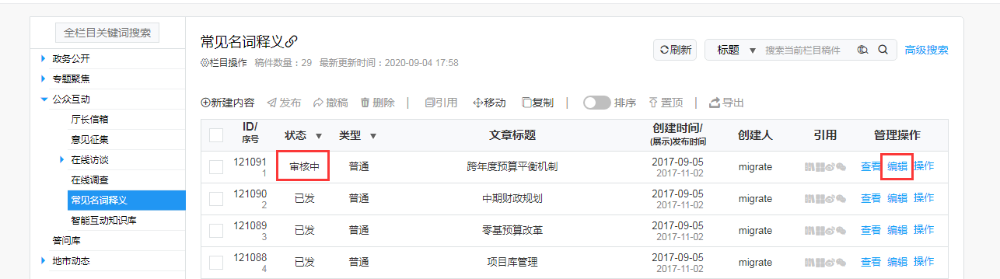 全栏目关键词搜索
政务公开
专题聚焦
公众互动
厅长信箱
意见征集
在线访谈
在线调查
常见名词释义
智能互动知识库
答问库
地市动态
常见名词释义
栏目操作 稿件数量：29 最新更新时间：2020-09-04 17:58
刷新 标题 搜索当前栏目稿件 高级搜索
新建内容 发布 撤稿 删除 | 引用 移动 复制 | 排序 置顶 | 导出
ID/序号 状态 类型 文章标题 创建时间/(展示)发布时间 创建人 引用 管理操作
121091 审核中 普通 跨年度预算平衡机制 2017-09-05 migrate 查看 编辑 操作
1 2017-11-02
121090 已发 普通 中期财政规划 2017-09-05 migrate 查看 编辑 操作
2 2017-11-02
120893 已发 普通 零基预算改革 2017-09-05 migrate 查看 编辑 操作
3 2017-11-02
121088 已发 普通 项目库管理 2017-09-05 migrate 查看 编辑 操作
4 2017-11-02